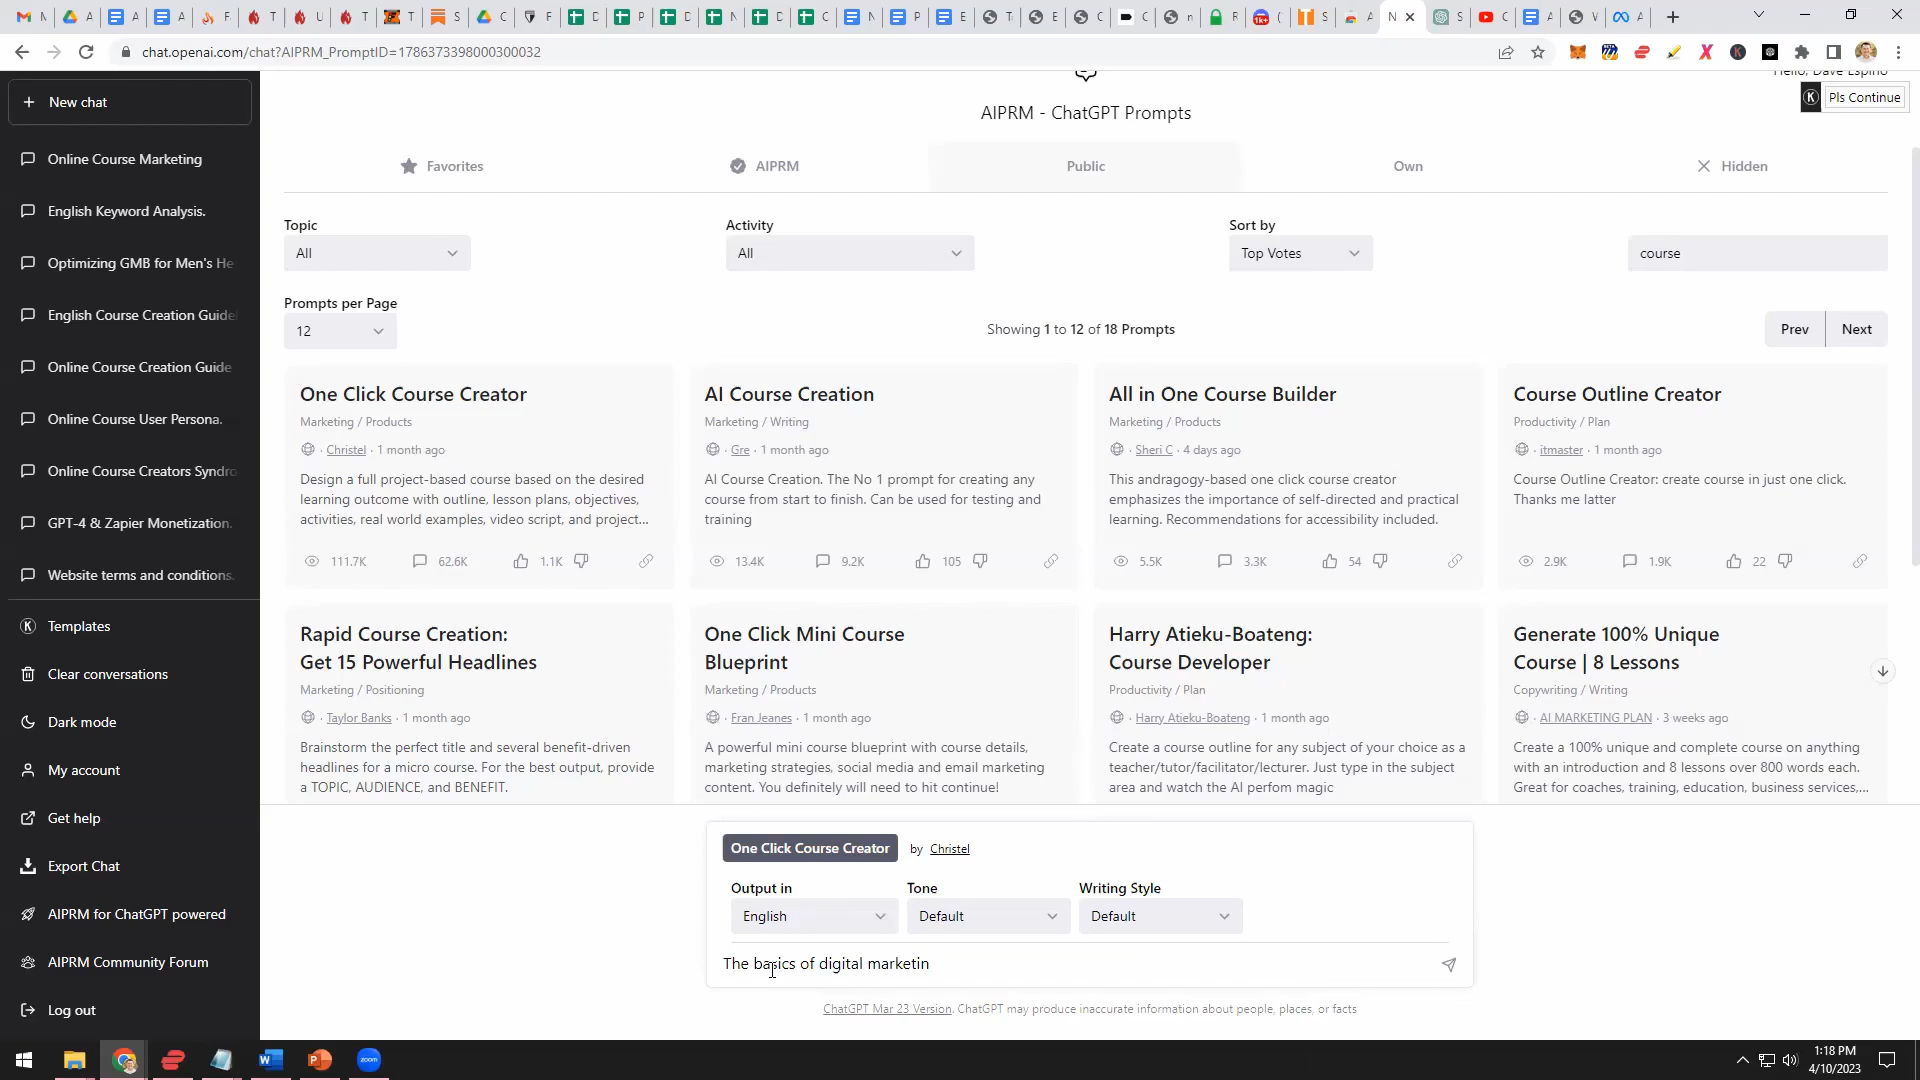 chat.openai.com/chat?AIPRM_PromptID=1786373398000300032
Hello, Dave Espino
Pls Continue
New chat
Online Course Marketing
English Keyword Analysis.
Optimizing GMB for Men's He
English Course Creation Guide
Online Course Creation Guide
Online Course User Persona.
Online Course Creators Syndro
GPT-4 & Zapier Monetization.
Website terms and conditions.
Templates
Clear conversations
Dark mode
My account
Get help
Export Chat
AIPRM for ChatGPT powered
AIPRM Community Forum
Log out
AIPRM - ChatGPT Prompts
Favorites
AIPRM
Public
Own
Hidden
Topic
All
Activity
All
Sort by
Top Votes
course
Prompts per Page
12
Showing 1 to 12 of 18 Prompts
Prev
Next
One Click Course Creator
Marketing / Products
· Christel · 1 month ago
Design a full project-based course based on the desired
learning outcome with outline, lesson plans, objectives,
activities, real world examples, video script, and project...
111.7K
62.6K
1.1K
AI Course Creation
Marketing / Writing
· Gre · 1 month ago
AI Course Creation. The No 1 prompt for creating any
course from start to finish. Can be used for testing and
training
13.4K
9.2K
105
All in One Course Builder
Marketing / Products
· Sheri C · 4 days ago
This andragogy-based one click course creator
emphasizes the importance of self-directed and practical
learning. Recommendations for accessibility included.
5.5K
3.3K
54
Course Outline Creator
Productivity / Plan
· itmaster · 1 month ago
Course Outline Creator: create course in just one click.
Thanks me latter
2.9K
1.9K
22
Rapid Course Creation:
Get 15 Powerful Headlines
Marketing / Positioning
· Taylor Banks · 1 month ago
Brainstorm the perfect title and several benefit-driven
headlines for a micro course. For the best output, provide
a TOPIC, AUDIENCE, and BENEFIT.
One Click Mini Course
Blueprint
Marketing / Products
· Fran Jeanes · 1 month ago
A powerful mini course blueprint with course details,
marketing strategies, social media and email marketing
content. You definitely will need to hit continue!
Harry Atieku-Boateng:
Course Developer
Productivity / Plan
· Harry Atieku-Boateng · 1 month ago
Create a course outline for any subject of your choice as a
teacher/tutor/facilitator/lecturer. Just type in the subject
area and watch the AI perfom magic
Generate 100% Unique
Course | 8 Lessons
Copywriting / Writing
· AI MARKETING PLAN · 3 weeks ago
Create a 100% unique and complete course on anything
with an introduction and 8 lessons over 800 words each.
Great for coaches, training, education, business services,...
One Click Course Creator by Christel
Output in
English
Tone
Default
Writing Style
Default
The basics of digital marketin
ChatGPT Mar 23 Version. ChatGPT may produce inaccurate information about people, places, or facts
zoom
1:18 PM
4/10/2023